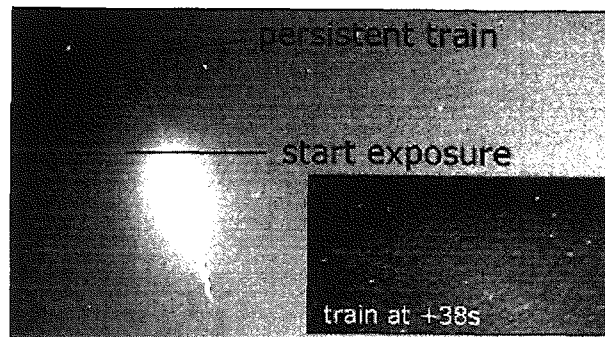 persistent train
start exposure
train at +38s